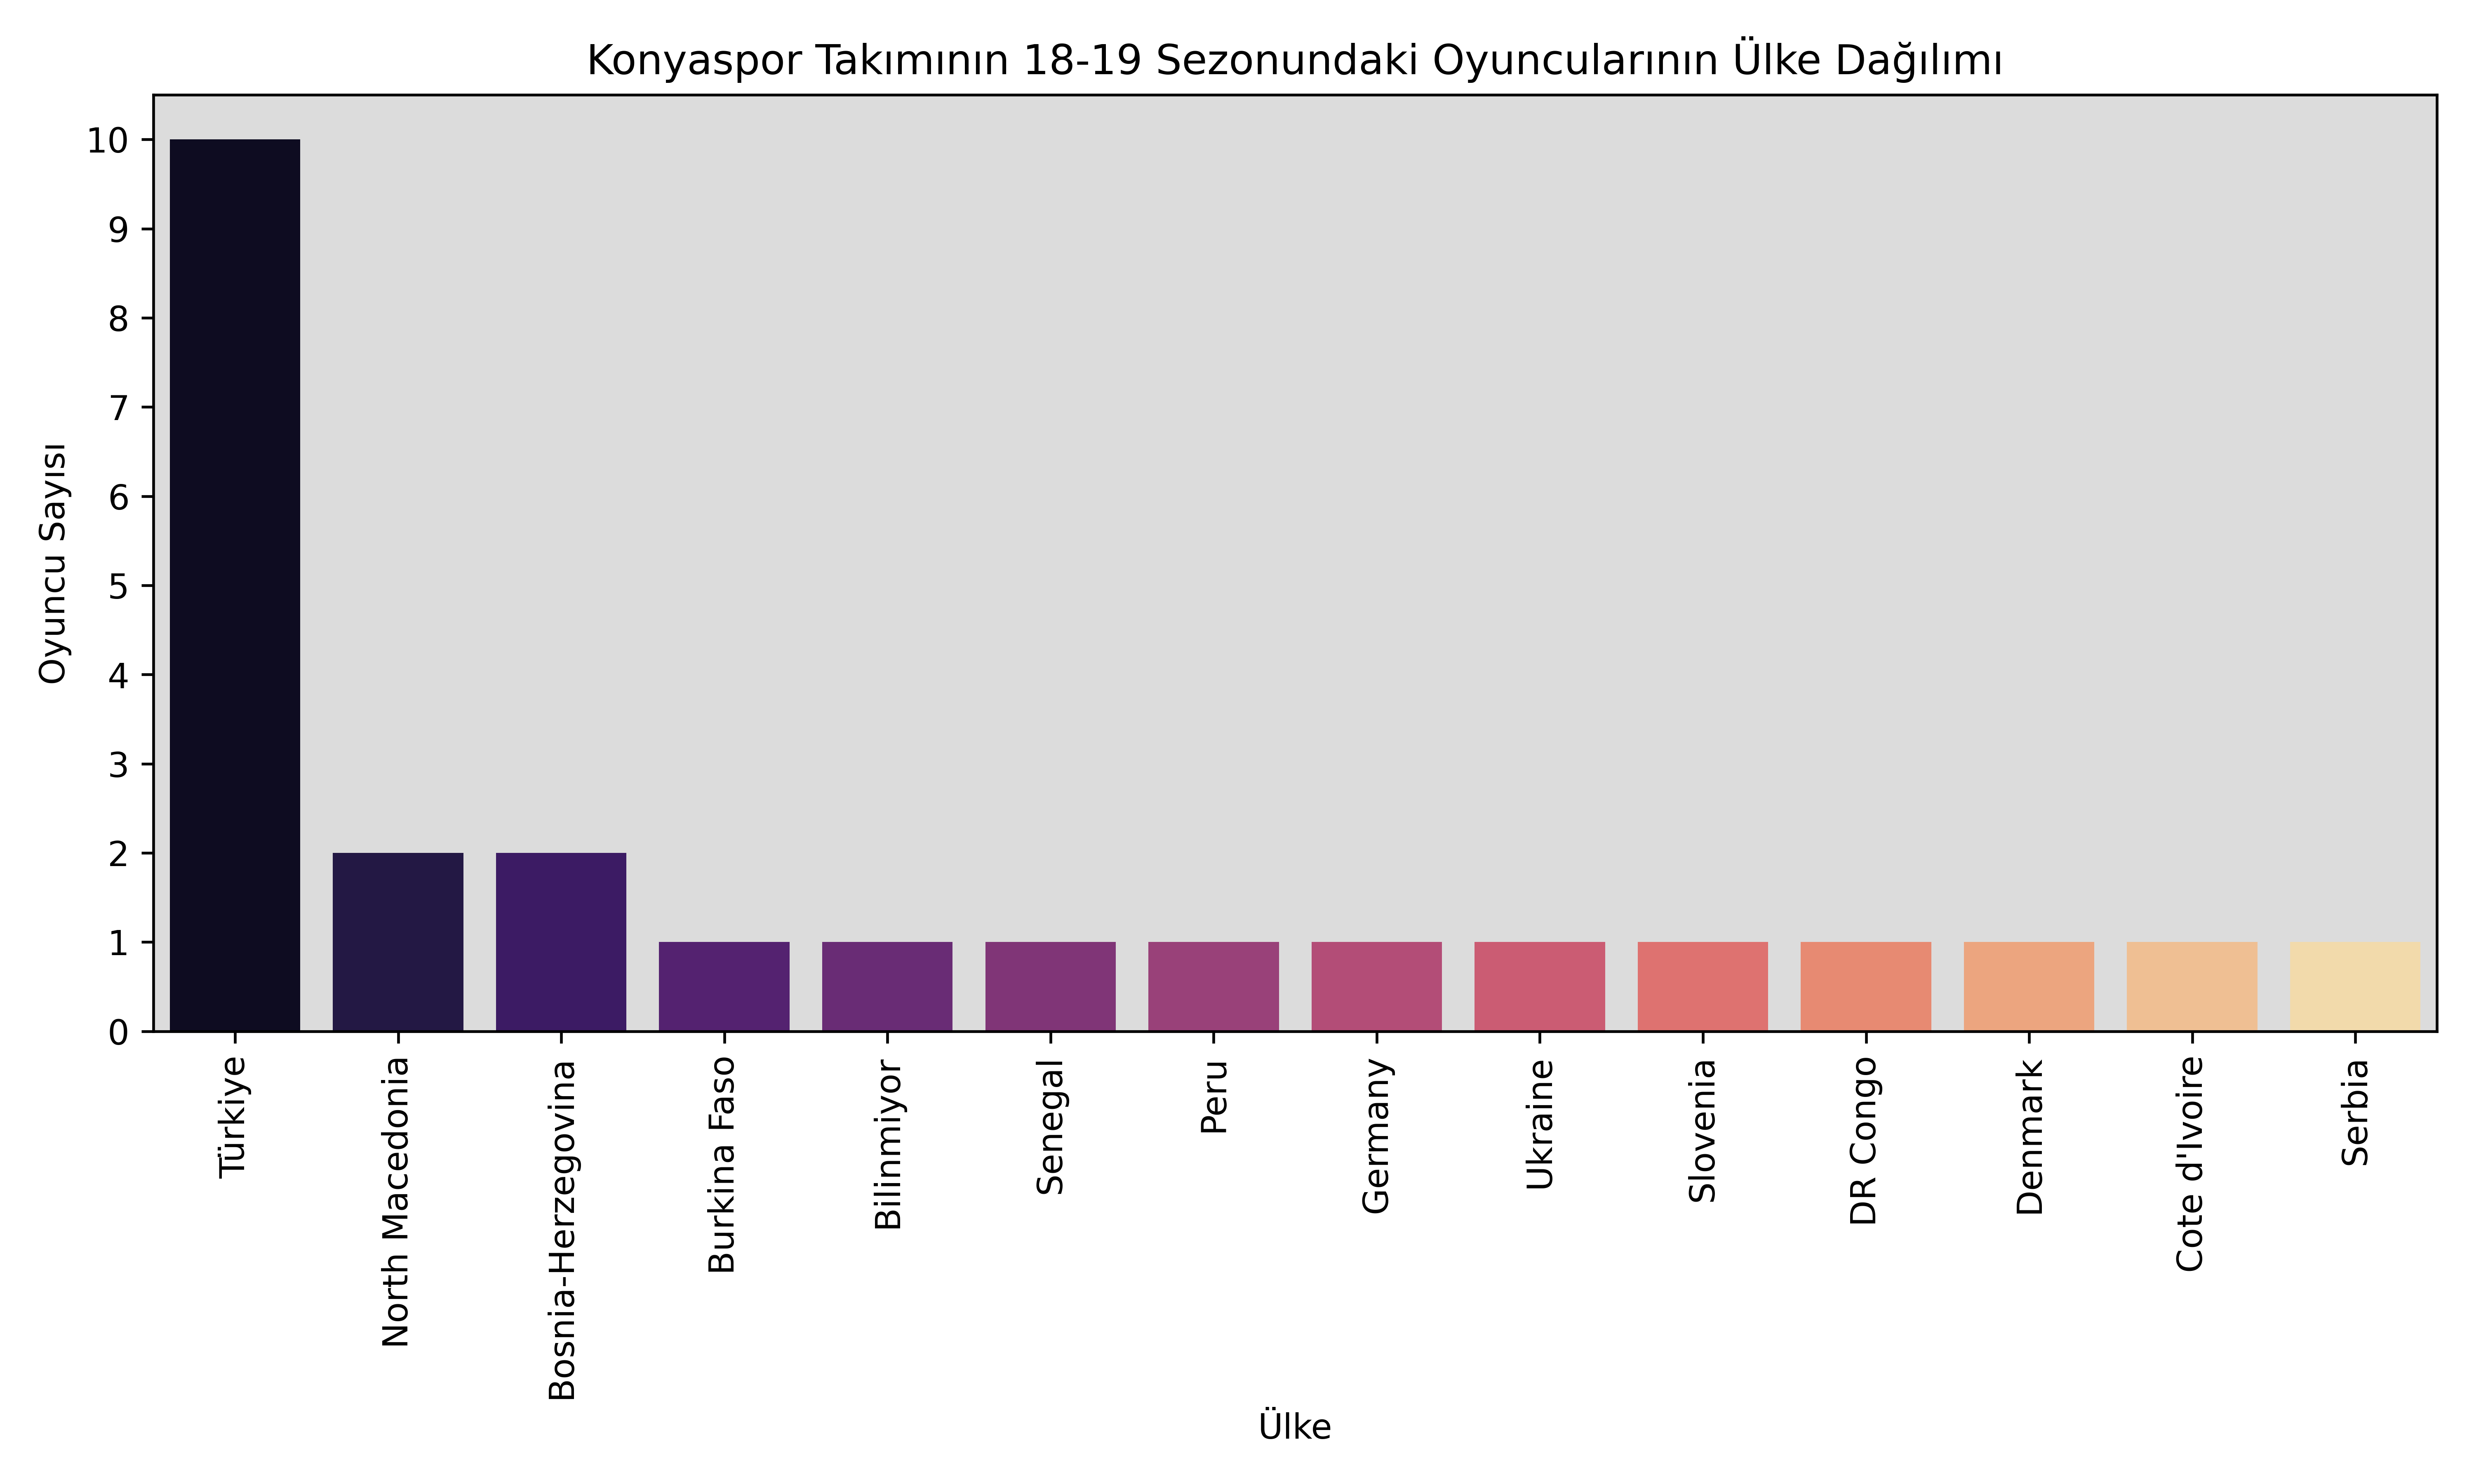 Konyaspor Takımının 18-19 Sezonundaki Oyuncularının Ülke Dağılımı
Oyuncu Sayısı
10
9
8
7
6
5
4
3
2
1
0
Türkiye
North Macedonia
Bosnia-Herzegovina
Burkina Faso
Bilinmiyor
Senegal
Peru
Germany
Ukraine
Slovenia
DR Congo
Denmark
Cote d'Ivoire
Serbia
Ülke